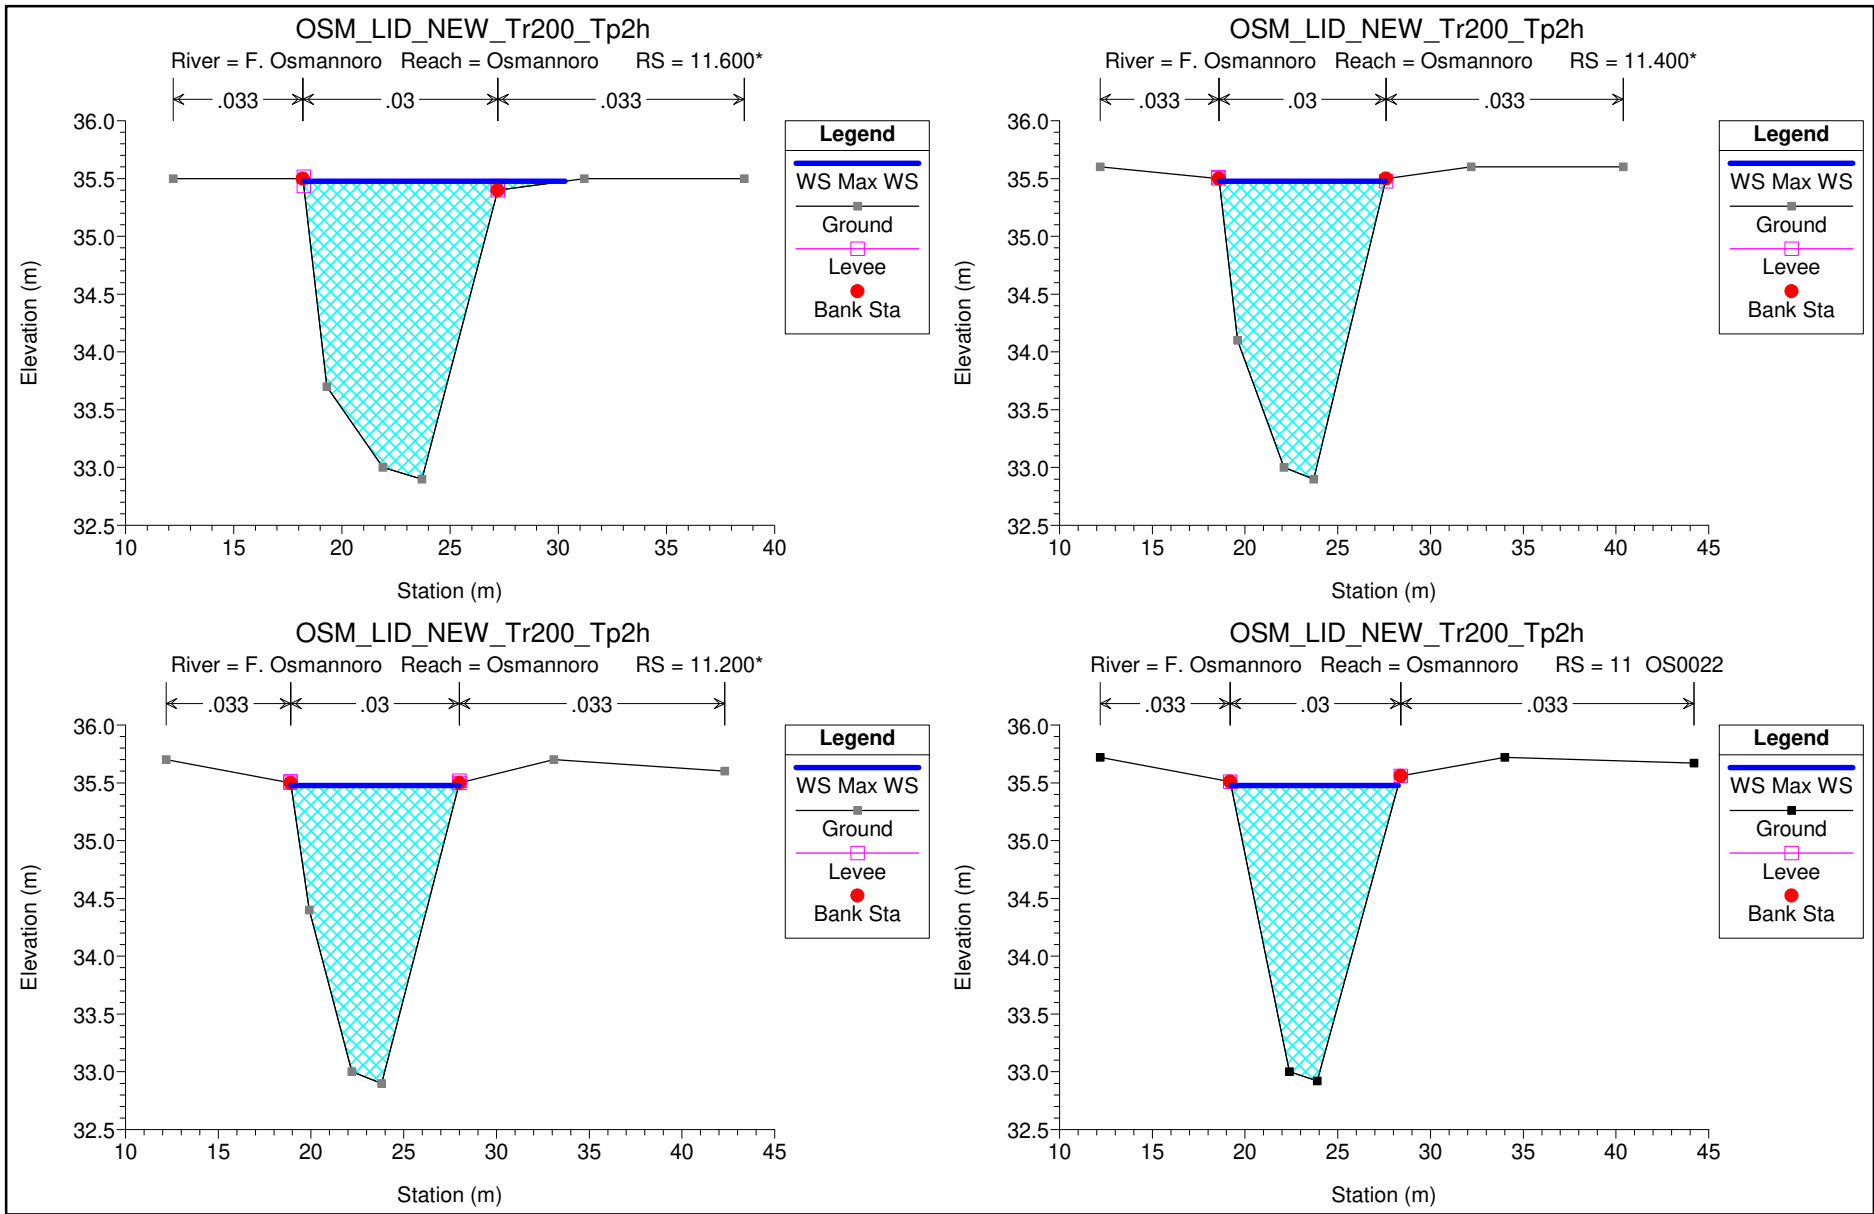 OSM_LID_NEW_Tr200_Tp2h
River = F. Osmannoro Reach = Osmannoro RS = 11.600*
.033 .03 .033
36.0
35.5
35.0
34.5
34.0
33.5
33.0
32.5
Elevation (m)
10 15 20 25 30 35 40
Station (m)
Legend
WS Max WS
Ground
Levee
Bank Sta
OSM_LID_NEW_Tr200_Tp2h
River = F. Osmannoro Reach = Osmannoro RS = 11.400*
.033 .03 .033
36.0
35.5
35.0
34.5
34.0
33.5
33.0
32.5
Elevation (m)
10 15 20 25 30 35 40 45
Station (m)
Legend
WS Max WS
Ground
Levee
Bank Sta
OSM_LID_NEW_Tr200_Tp2h
River = F. Osmannoro Reach = Osmannoro RS = 11.200*
.033 .03 .033
36.0
35.5
35.0
34.5
34.0
33.5
33.0
32.5
Elevation (m)
10 15 20 25 30 35 40 45
Station (m)
Legend
WS Max WS
Ground
Levee
Bank Sta
OSM_LID_NEW_Tr200_Tp2h
River = F. Osmannoro Reach = Osmannoro RS = 11 OS0022
.033 .03 .033
36.0
35.5
35.0
34.5
34.0
33.5
33.0
32.5
Elevation (m)
10 15 20 25 30 35 40 45
Station (m)
Legend
WS Max WS
Ground
Levee
Bank Sta